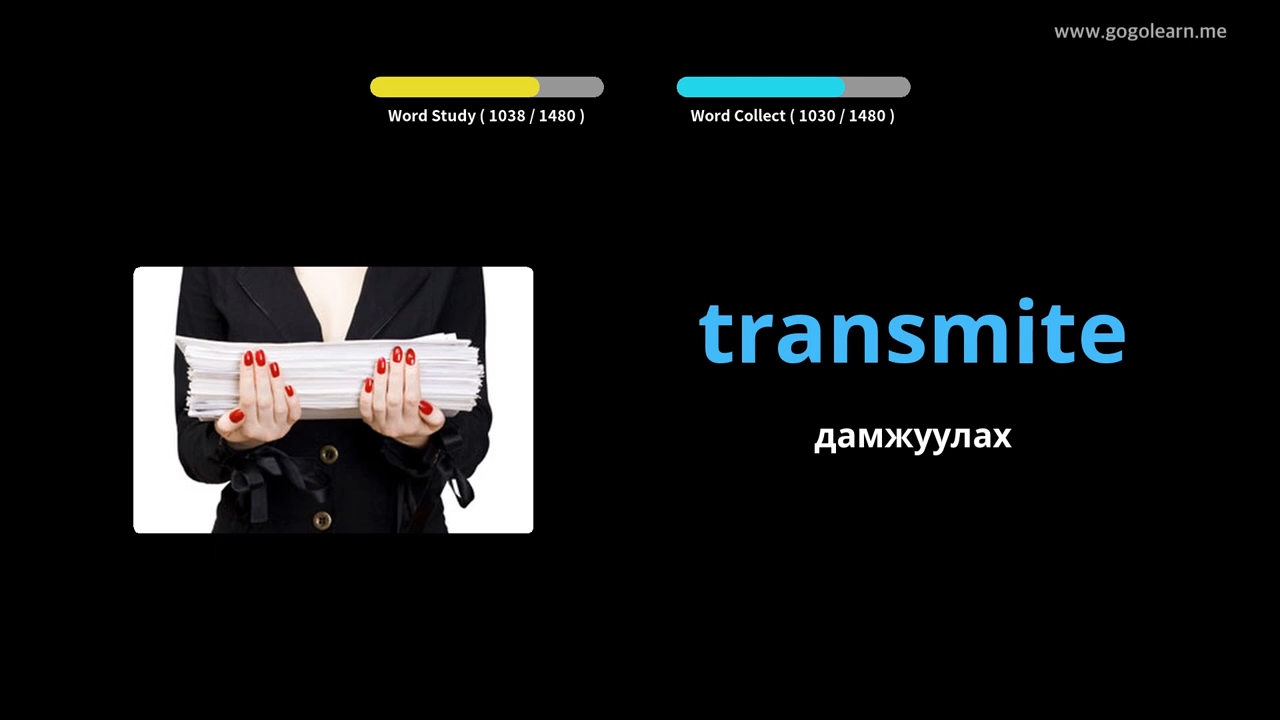 www.gogolearn.me
Word Study ( 1038 / 1480 )
Word Collect ( 1030 / 1480 )
transmite
дамжуулах